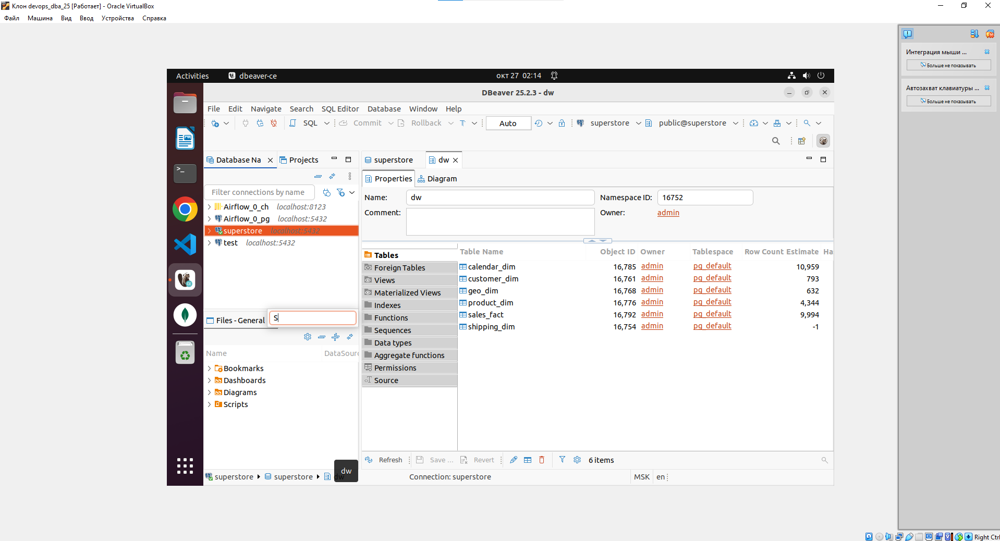 Клон devops_dba_25 [Работает] - Oracle VirtualBox
Файл Машина Вид Ввод Устройства Справка
Интеграция мыши ...
Больше не показывать
Автозахват клавиатуры ...
Больше не показывать
Activities dbeaver-ce окт 27 02:14
DBeaver 25.2.3 - dw
File Edit Navigate Search SQL Editor Database Window Help
SQL Commit Rollback T Auto superstore public@superstore
Database Na Projects
superstore dw
Properties Diagram
Filter connections by name
Name: dw Namespace ID: 16752
Comment: Owner: admin
Airflow_0_ch localhost:8123
Airflow_0_pg localhost:5432
superstore localhost:5432
test localhost:5432
Table Name Object ID Owner Tablespace Row Count Estimate Ha
Tables
Foreign Tables
Views
Materialized Views
Indexes
Functions
Sequences
Data types
Aggregate functions
Permissions
Source
calendar_dim 16,785 admin pg_default 10,959
customer_dim 16,761 admin pg_default 793
geo_dim 16,768 admin pg_default 632
product_dim 16,776 admin pg_default 4,344
sales_fact 16,792 admin pg_default 9,994
shipping_dim 16,754 admin pg_default -1
Files - General S
Name DataSourc
Bookmarks
Dashboards
Diagrams
Scripts
Refresh Save ... Revert 6 items
dw
superstore superstore dw Connection: superstore MSK en
Right Ctrl